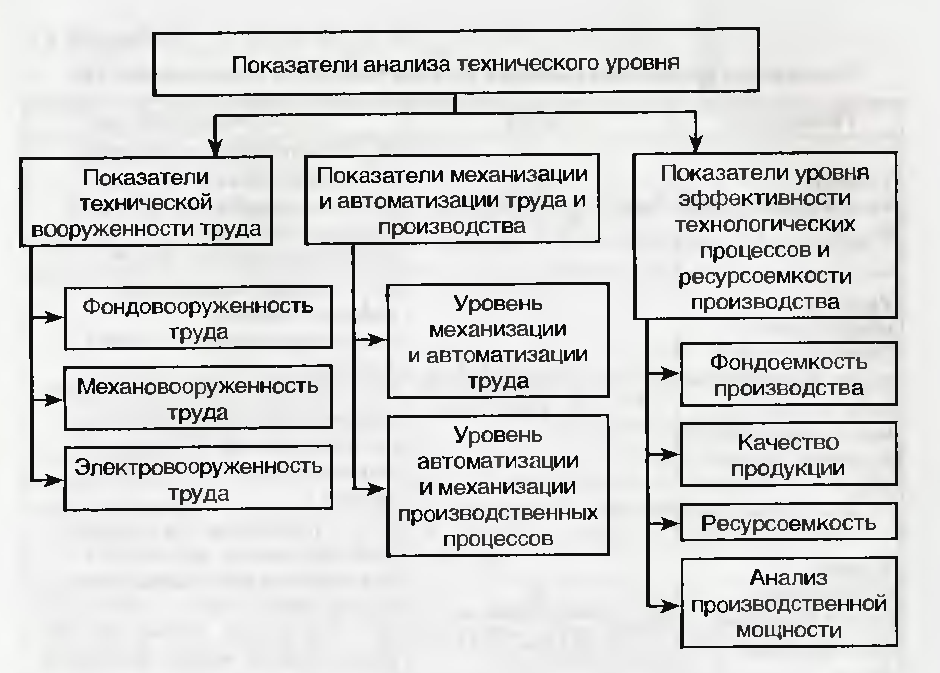 Показатели анализа технического уровня
Показатели
технической
вооруженности труда
Фондовооруженность
труда
Механовооруженность
труда
Электровооруженность
труда
Показатели механизации
и автоматизации труда и
производства
Уровень
механизации
и автоматизации
труда
Уровень
автоматизации
и механизации
производственных
процессов
Показатели уровня
эффективности
технологических
процессов и
ресурсоемкости
производства
Фондоемкость
производства
Качество
продукции
Ресурсоемкость
Анализ
производственной
мощности